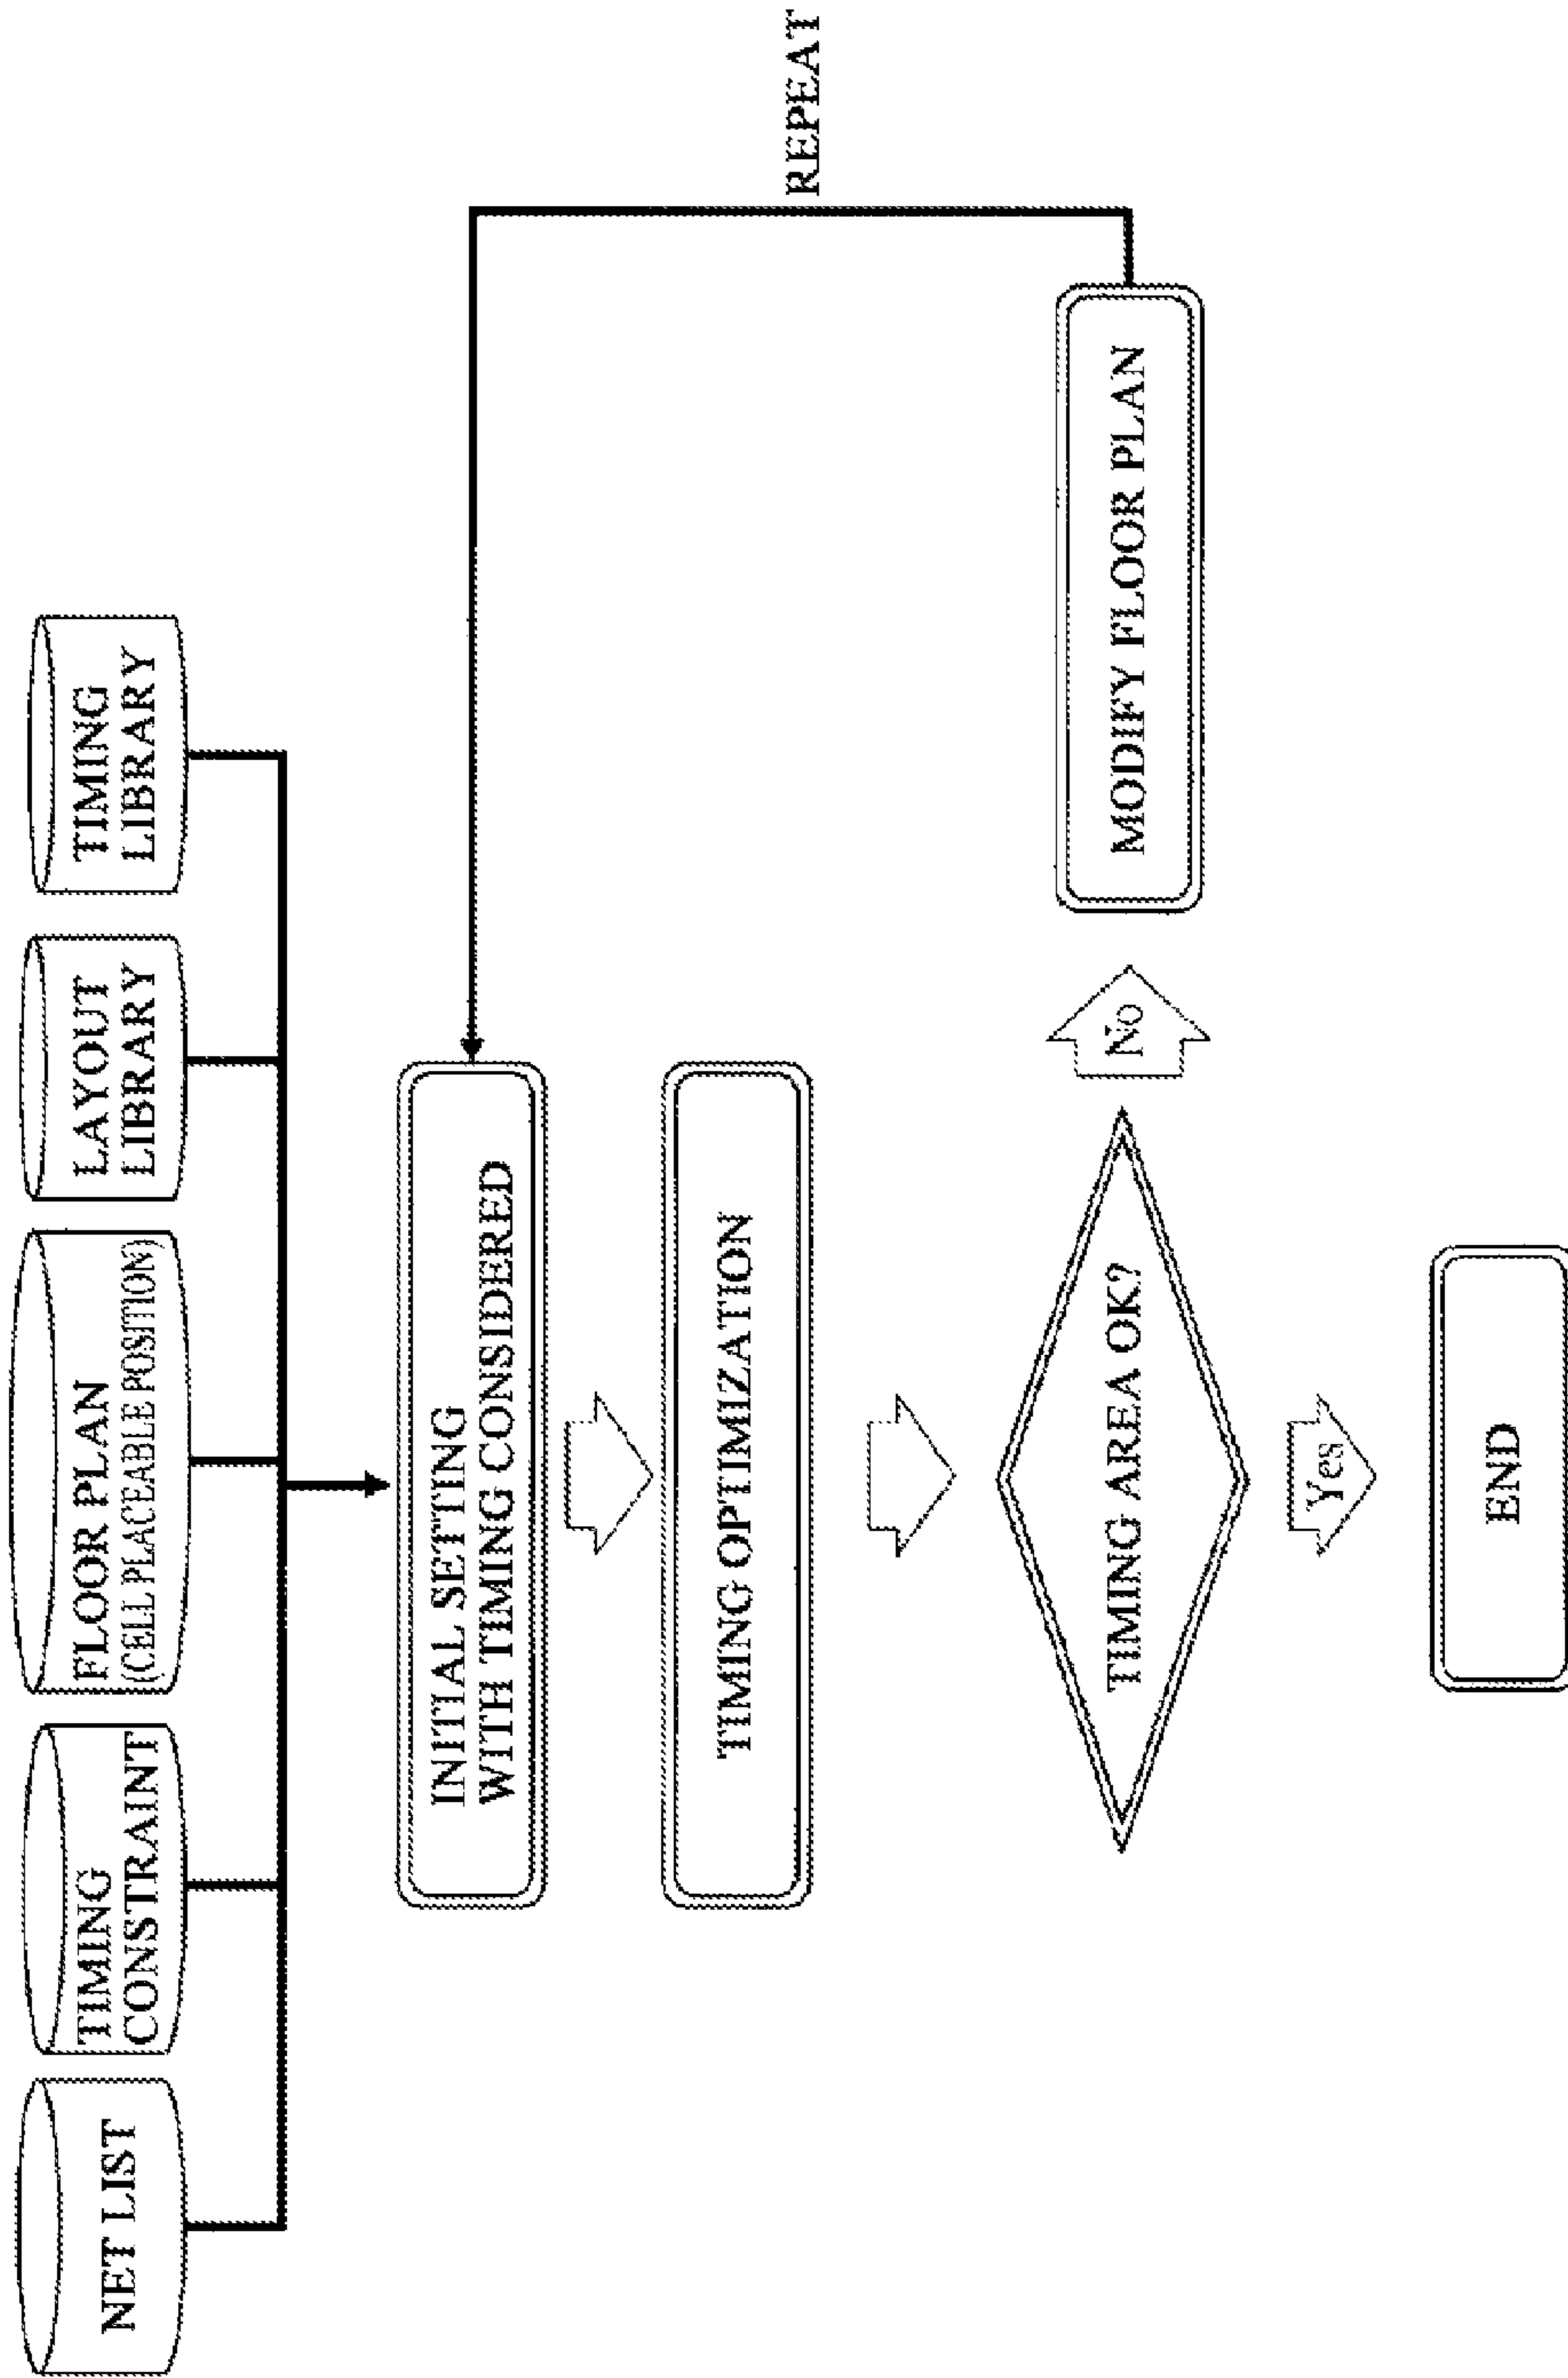 NET LIST
TIMING
CONSTRAINT
FLOOR PLAN
(CELL PLACEABLE POSITION)
LAYOUT
LIBRARY
TIMING
LIBRARY
INITIAL SETTING
WITH TIMING CONSIDERED
TIMING OPTIMIZATION
TIMING AREA OK?
No
MODIFY FLOOR PLAN
REPEAT
Yes
END